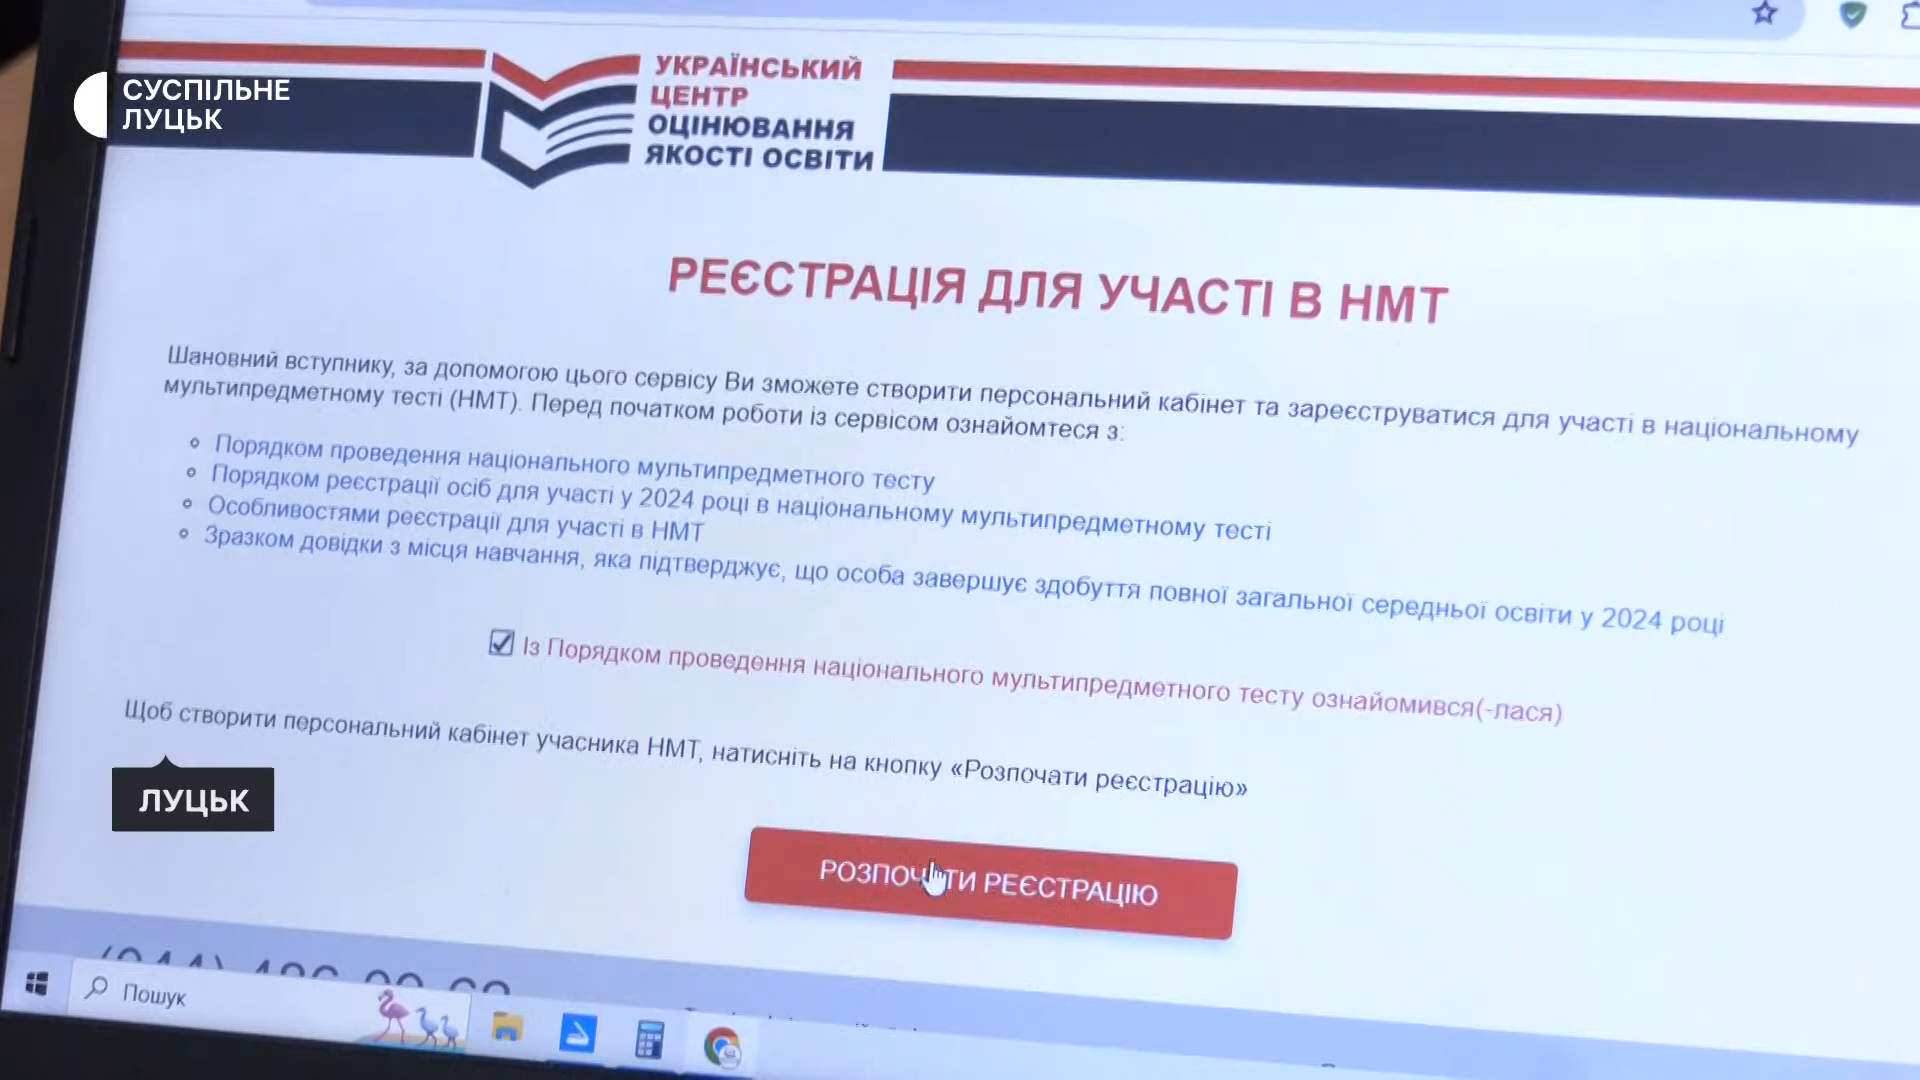 СУСПІЛЬНЕ
ЛУЦЬК
УКРАЇНСЬКИЙ
ЦЕНТР
ОЦІНЮВАННЯ
ЯКОСТІ ОСВІТИ
РЕЄСТРАЦІЯ ДЛЯ УЧАСТІ В НМТ
Шановний вступнику, за допомогою цього сервісу Ви зможете створити персональний кабінет та зареєструватися для участі в національному
мультипредметному тесті (НМТ). Перед початком роботи із сервісом ознайомтеся з:
Порядком проведення національного мультипредметного тесту
Порядком реєстрації осіб для участі у 2024 році в національному мультипредметному тесті
Особливостями реєстрації для участі в НМТ
Зразком довідки з місця навчання, яка підтверджує, що особа завершує здобуття повної загальної середньої освіти у 2024 році
Із Порядком проведення національного мультипредметного тесту ознайомився(-лася)
Щоб створити персональний кабінет учасника НМТ, натисніть на кнопку «Розпочати реєстрацію»
ЛУЦЬК
РОЗПОЧАТИ РЕЄСТРАЦІЮ
Пошук